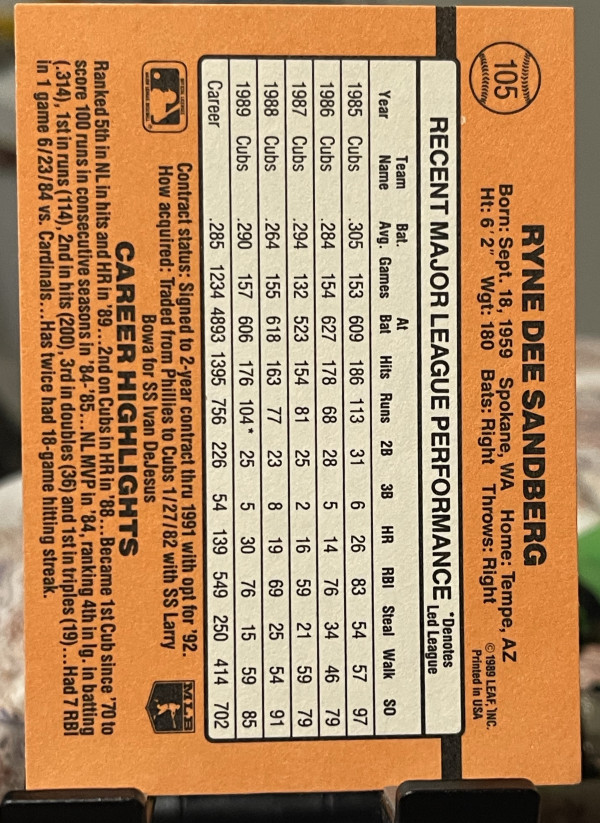 105
RYNE DEE SANDBERG
Born: Sept. 18, 1959 Spokane, WA Home: Tempe, AZ
Ht: 6' 2" Wgt: 180 Bats: Right Throws: Right
© 1989 LEAF, INC.
Printed in USA
RECENT MAJOR LEAGUE PERFORMANCE
*Denotes
Led League
Year Team Name Bat. Avg. Games At Bat Hits Runs 2B 3B HR RBI Steal Walk SO
1985 Cubs .305 153 609 186 113 31 6 26 83 54 57 97
1986 Cubs .284 154 627 178 68 28 5 14 76 34 46 79
1987 Cubs .294 132 523 154 81 25 2 16 59 21 59 79
1988 Cubs .264 155 618 163 77 23 8 19 69 25 54 91
1989 Cubs .290 157 606 176 104* 25 5 30 76 15 59 85
Career .285 1234 4893 1395 756 226 54 139 549 250 414 702
Contract status: Signed to 2-year contract thru 1991 with opt for '92.
How acquired: Traded from Phillies to Cubs 1/27/82 with SS Larry
Bowa for SS Ivan DeJesus
MLB
CAREER HIGHLIGHTS
Ranked 5th in NL in hits and HR in '89...2nd on Cubs in HR in '88...Became 1st Cub since '70 to
score 100 runs in consecutive seasons in '84-'85...NL MVP in '84, ranking 4th in lg. in batting
(.314), 1st in runs (114), 2nd in hits (200), 3rd in doubles (36) and 1st in triples (19)...Had 7 RBI
in 1 game 6/23/84 vs. Cardinals...Has twice had 18-game hitting streak.